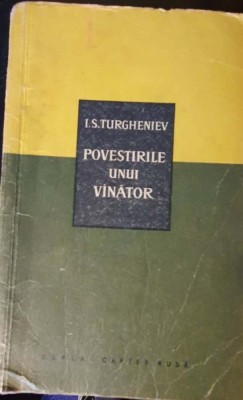 I.S.TURGHENIEV
POVESTIRILE
UNUI
VÎNĂTOR
CARTEA RUSĂ